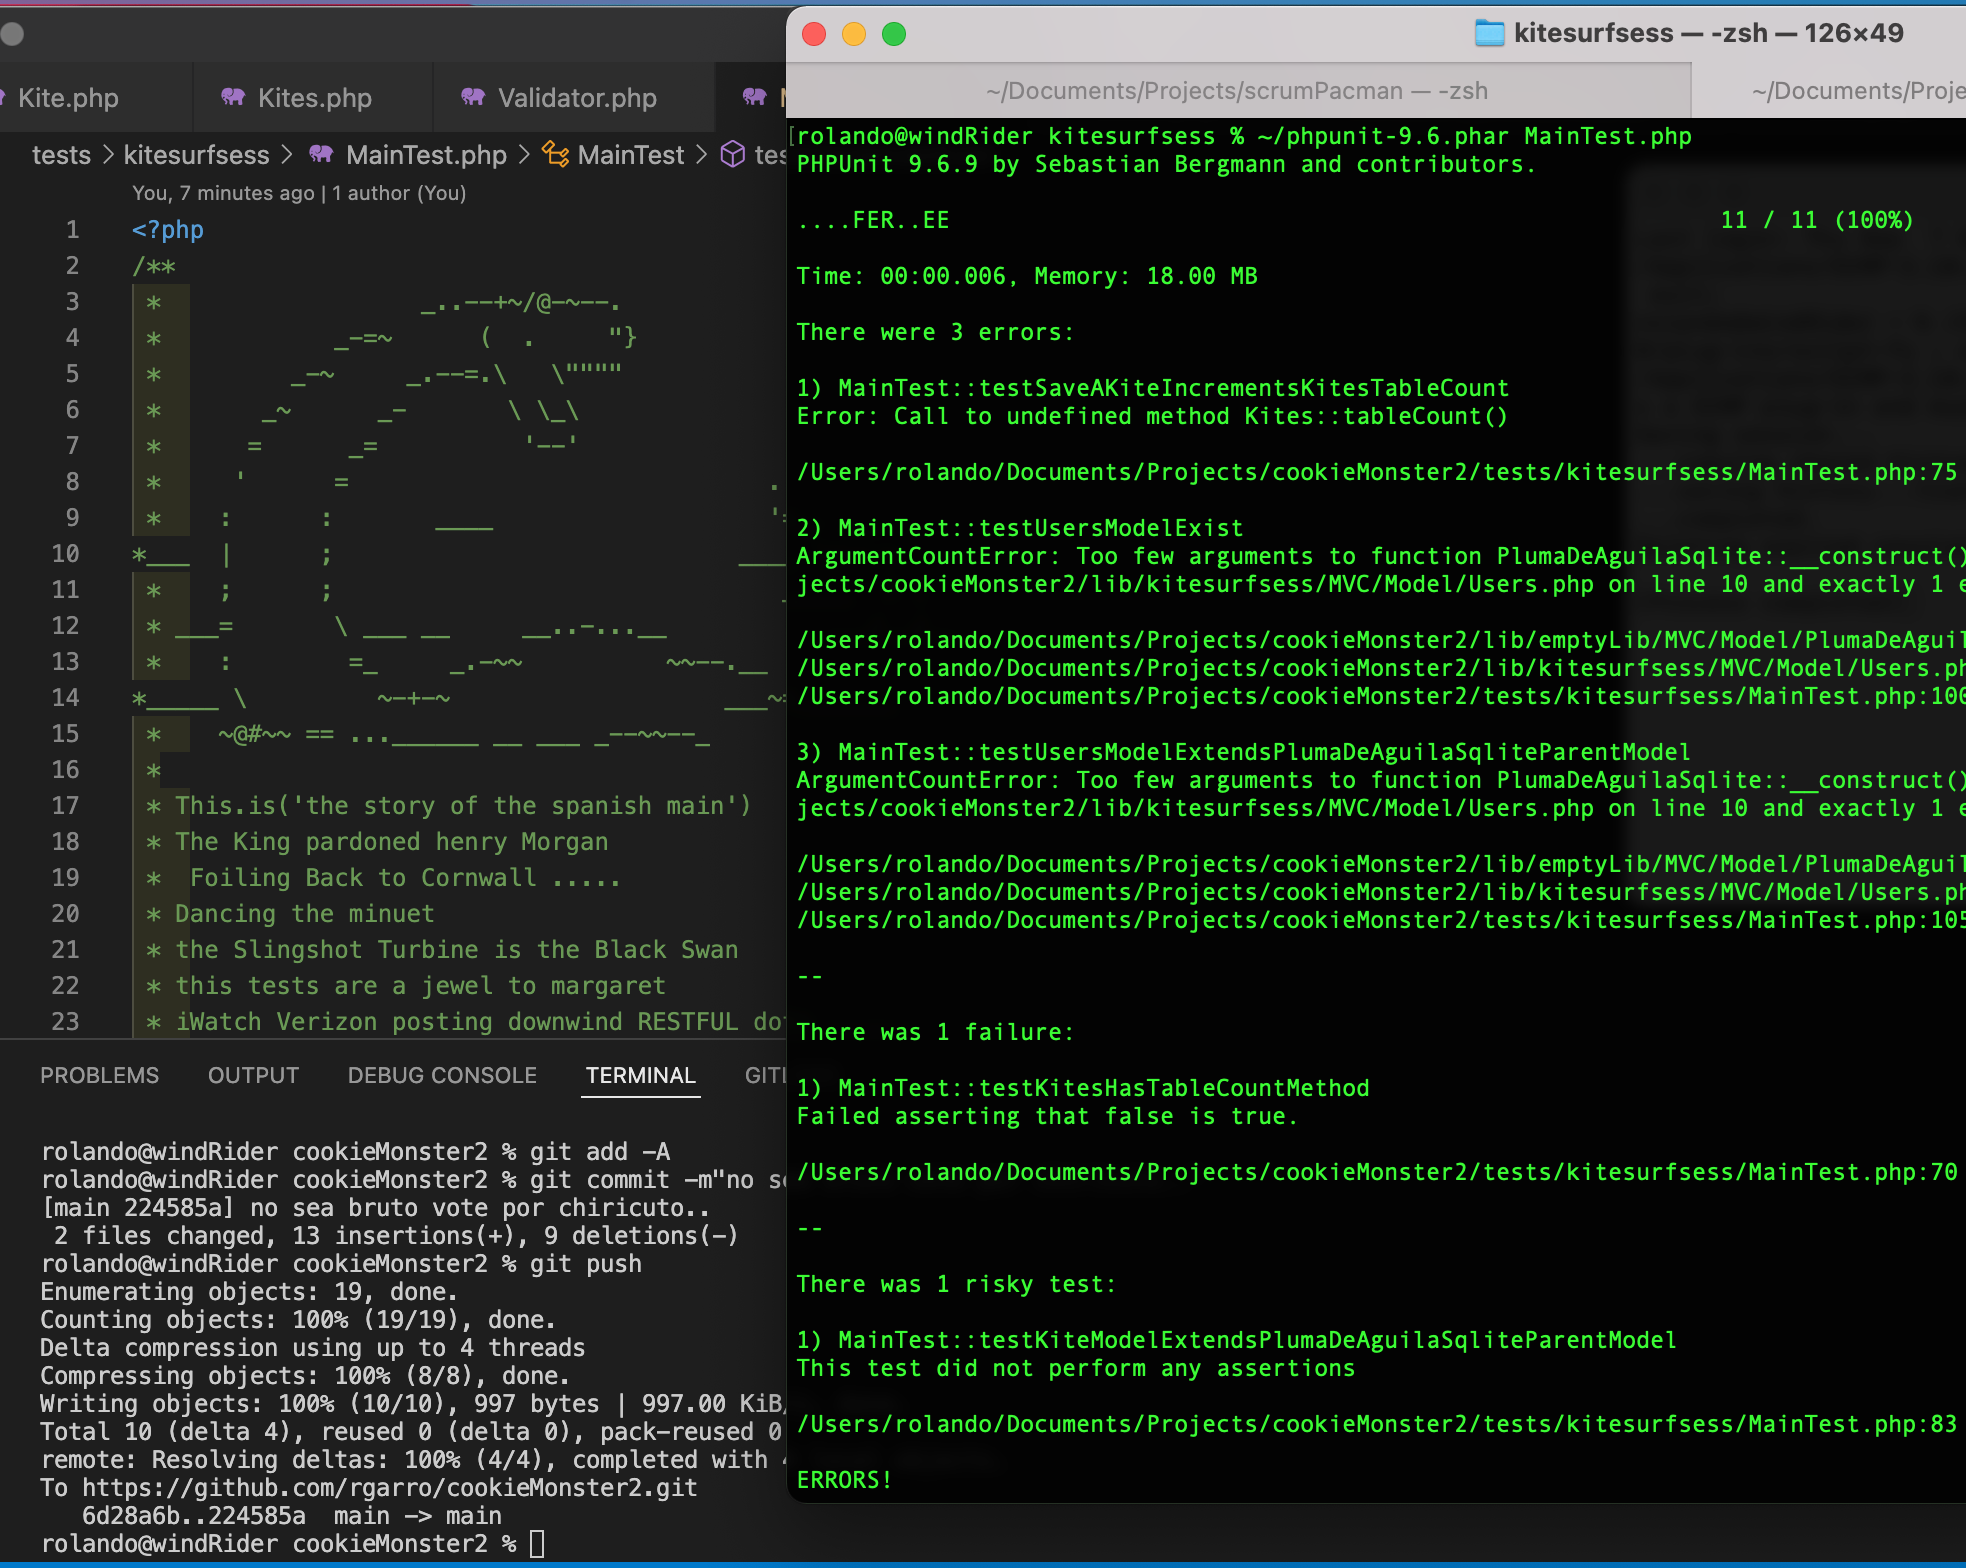 Kite.php
Kites.php
Validator.php
tests > kitesurfsess > MainTest.php > MainTest >
You, 7 minutes ago | 1 author (You)
1 <?php
2 /**
3  *                   _..--+~/@-~--.
4  *             _-=~      (  .     "}
5  *          _-~     _.--=.\   \""""
6  *        _~      _-        \ \_\
7  *       =      _=          '--'
8  *      '      =                             .
9  *     :      :       ____
10 *___  |      ;                            ____
11  *     ;      ;
12  * ___=       \ ___ __     __..-...__
13  *     :        =_     _.-~~          ~~--.__
14 *_____ \         ~-+-~                   ___~
15  *    ~@#~~ == ...______ __ ___ _--~~--_
16  *
17  * This.is('the story of the spanish main')
18  * The King pardoned henry Morgan
19  *  Foiling Back to Cornwall .....
20  * Dancing the minuet
21  * the Slingshot Turbine is the Black Swan
22  * this tests are a jewel to margaret
23  * iWatch Verizon posting downwind RESTFUL
PROBLEMS OUTPUT DEBUG CONSOLE TERMINAL
rolando@windRider cookieMonster2 % git add -A
rolando@windRider cookieMonster2 % git commit -m"no
[main 224585a] no sea bruto vote por chiricuto..
 2 files changed, 13 insertions(+), 9 deletions(-)
rolando@windRider cookieMonster2 % git push
Enumerating objects: 19, done.
Counting objects: 100% (19/19), done.
Delta compression using up to 4 threads
Compressing objects: 100% (8/8), done.
Writing objects: 100% (10/10), 997 bytes | 997.00 KiB/
Total 10 (delta 4), reused 0 (delta 0), pack-reused 0
remote: Resolving deltas: 100% (4/4), completed with
To https://github.com/rgarro/cookieMonster2.git
   6d28a6b..224585a  main -> main
rolando@windRider cookieMonster2 %
kitesurfsess — -zsh — 126×49
~/Documents/Projects/scrumPacman — -zsh
~/Documents/Proje
[rolando@windRider kitesurfsess % ~/phpunit-9.6.phar MainTest.php
PHPUnit 9.6.9 by Sebastian Bergmann and contributors.
....FER..EE 11 / 11 (100%)
Time: 00:00.006, Memory: 18.00 MB
There were 3 errors:
1) MainTest::testSaveAKiteIncrementsKitesTableCount
Error: Call to undefined method Kites::tableCount()
/Users/rolando/Documents/Projects/cookieMonster2/tests/kitesurfsess/MainTest.php:75
2) MainTest::testUsersModelExist
ArgumentCountError: Too few arguments to function PlumaDeAguilaSqlite::__construct()
jects/cookieMonster2/lib/kitesurfsess/MVC/Model/Users.php on line 10 and exactly 1 e
/Users/rolando/Documents/Projects/cookieMonster2/lib/emptyLib/MVC/Model/PlumaDeAguil
/Users/rolando/Documents/Projects/cookieMonster2/lib/kitesurfsess/MVC/Model/Users.ph
/Users/rolando/Documents/Projects/cookieMonster2/tests/kitesurfsess/MainTest.php:100
3) MainTest::testUsersModelExtendsPlumaDeAguilaSqliteParentModel
ArgumentCountError: Too few arguments to function PlumaDeAguilaSqlite::__construct()
jects/cookieMonster2/lib/kitesurfsess/MVC/Model/Users.php on line 10 and exactly 1 e
/Users/rolando/Documents/Projects/cookieMonster2/lib/emptyLib/MVC/Model/PlumaDeAguil
/Users/rolando/Documents/Projects/cookieMonster2/lib/kitesurfsess/MVC/Model/Users.ph
/Users/rolando/Documents/Projects/cookieMonster2/tests/kitesurfsess/MainTest.php:105
--
There was 1 failure:
1) MainTest::testKitesHasTableCountMethod
Failed asserting that false is true.
/Users/rolando/Documents/Projects/cookieMonster2/tests/kitesurfsess/MainTest.php:70
--
There was 1 risky test:
1) MainTest::testKiteModelExtendsPlumaDeAguilaSqliteParentModel
This test did not perform any assertions
/Users/rolando/Documents/Projects/cookieMonster2/tests/kitesurfsess/MainTest.php:83
ERRORS!